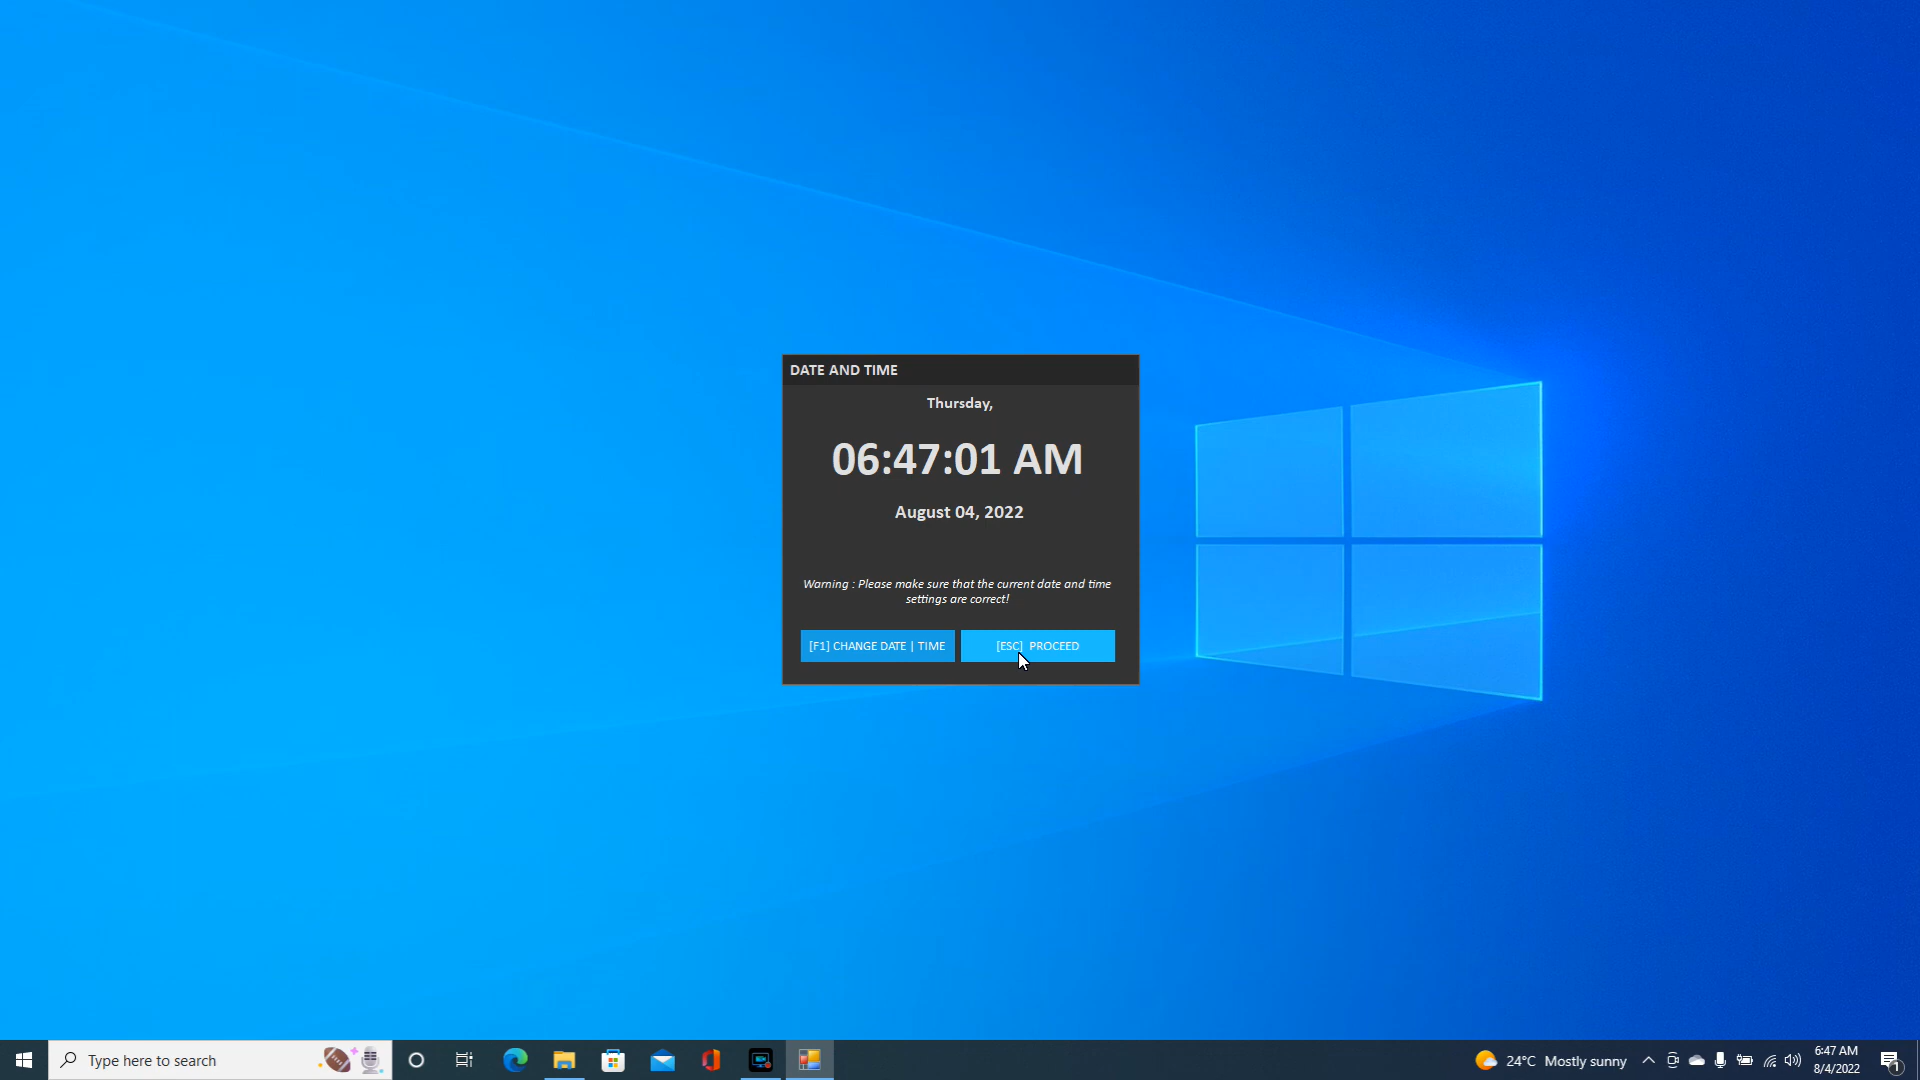 DATE AND TIME
Thursday,
06:47:01 AM
August 04, 2022
Warning : Please make sure that the current date and time
settings are correct!
[F1] CHANGE DATE | TIME
[ESC]  PROCEED
Type here to search
24°C  Mostly sunny
6:47 AM
8/4/2022
1